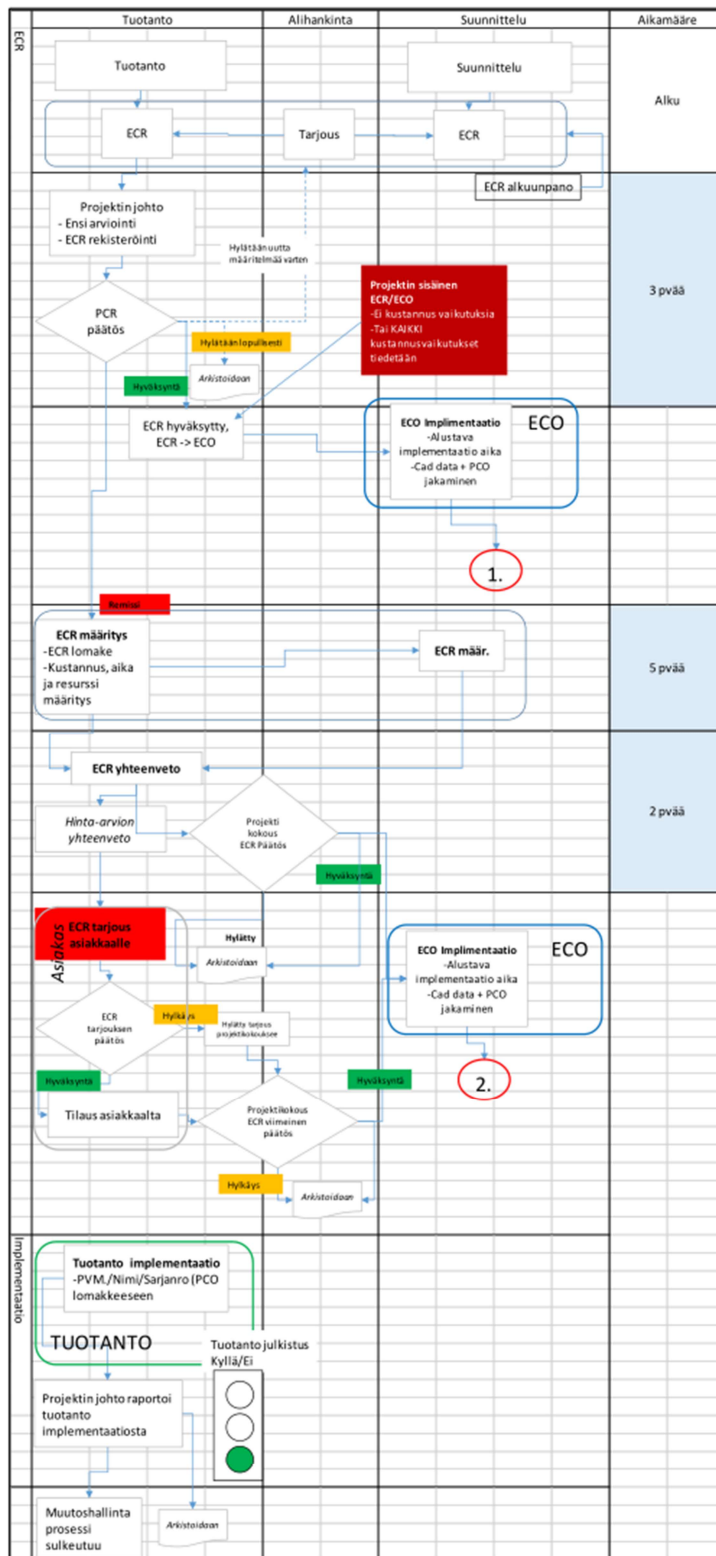 Tuotanto
Alihankinta
Suunnittelu
Aikamääre
ECR
Tuotanto
Suunnittelu
Alku
ECR
Tarjous
ECR
ECR alkuunpano
Projektin johto
- Ensi arviointi
- ECR rekisteröinti
Hylätään uutta
määritelmää varten
Projektin sisäinen
ECR/ECO
-Ei kustannus vaikutuksia
-Tai KAIKKI
kustannusvaikutukset
tiedetään
3 pvää
PCR
päätös
Hylätään lopullisesti
Arkistoidaan
Hyväksyntä
ECR hyväksytty,
ECR -> ECO
ECO Implimentaatio
-Alustava
implementaatio aika
-Cad data + PCO
jakaminen
ECO
1.
ECR määritys
-ECR lomake
-Kustannus, aika
ja resurssi
määritys
ECR määr.
5 pvää
ECR yhteenveto
Hinta-arvion
yhteenveto
Projekti
kokous
ECR Päätös
2 pvää
Hyväksyntä
Asiakas
ECR tarjous
asiakkaalle
Hylätty
Arkistoidaan
ECO Implimentaatio
-Alustava
implementaatio aika
-Cad data + PCO
jakaminen
ECO
ECR
tarjouksen
päätös
Hylkäys
Hylätty tarjous
projektikokouksee
Hyväksyntä
Hyväksyntä
2.
Tilaus asiakkaalta
Projektikokous
ECR viimeinen
päätös
Hylkäys
Arkistoidaan
Implementaatio
Tuotanto implementaatio
-PVM./Nimi/Sarjanro (PCO
lomakkeeseen
TUOTANTO
Tuotanto julkistus
Kyllä/Ei
Projektin johto raportoi
tuotanto
implementaatiosta
Muutoshallinta
prosessi
sulkeutuu
Arkistoidaan